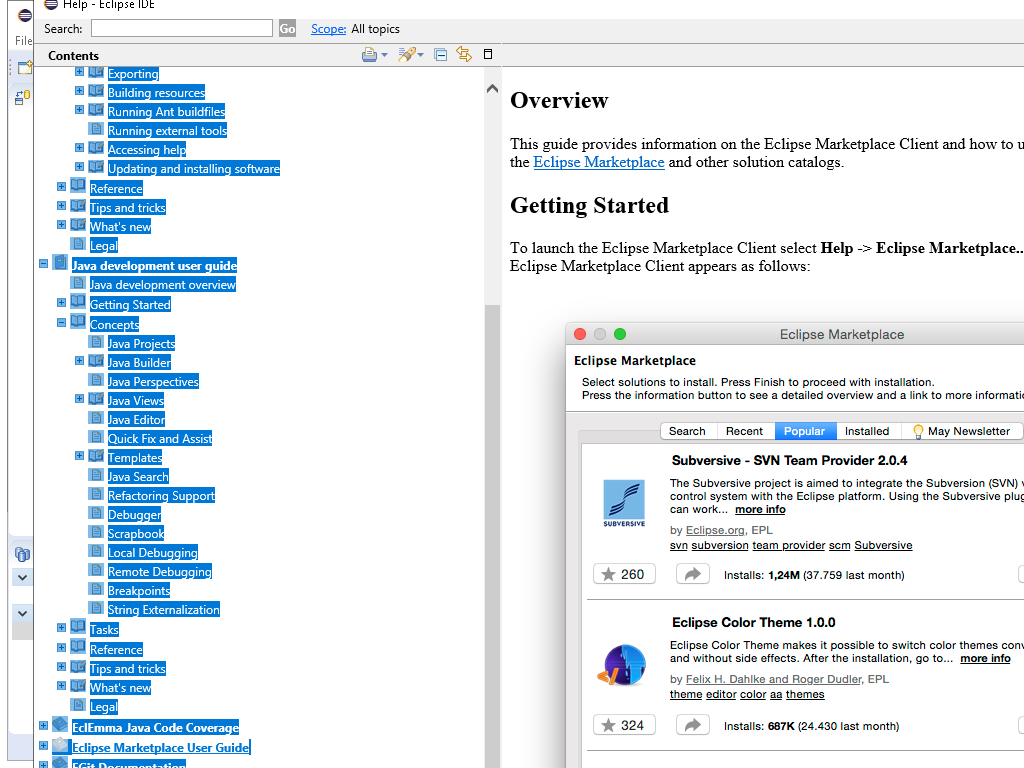 Help - Eclipse IDE
File
Search:
Go
Scope: All topics
Contents
Exporting
Building resources
Running Ant buildfiles
Running external tools
Accessing help
Updating and installing software
Reference
Tips and tricks
What's new
Legal
Java development user guide
Java development overview
Getting Started
Concepts
Java Projects
Java Builder
Java Perspectives
Java Views
Java Editor
Quick Fix and Assist
Templates
Java Search
Refactoring Support
Debugger
Scrapbook
Local Debugging
Remote Debugging
Breakpoints
String Externalization
Tasks
Reference
Tips and tricks
What's new
Legal
EclEmma Java Code Coverage
Eclipse Marketplace User Guide
EGit Documentation
Overview
This guide provides information on the Eclipse Marketplace Client and how to u
the Eclipse Marketplace and other solution catalogs.
Getting Started
To launch the Eclipse Marketplace Client select Help -> Eclipse Marketplace..
Eclipse Marketplace Client appears as follows:
Eclipse Marketplace
Eclipse Marketplace
Select solutions to install. Press Finish to proceed with installation.
Press the information button to see a detailed overview and a link to more informatio
Search Recent Popular Installed May Newsletter
Subversive - SVN Team Provider 2.0.4
The Subversive project is aimed to integrate the Subversion (SVN) v
control system with the Eclipse platform. Using the Subversive plug
can work... more info
SUBVERSIVE
by Eclipse.org, EPL
svn subversion team provider scm Subversive
260 Installs: 1,24M (37.759 last month)
Eclipse Color Theme 1.0.0
Eclipse Color Theme makes it possible to switch color themes conv
and without side effects. After the installation, go to... more info
by Felix H. Dahlke and Roger Dudler, EPL
theme editor color aa themes
324 Installs: 687K (24.430 last month)